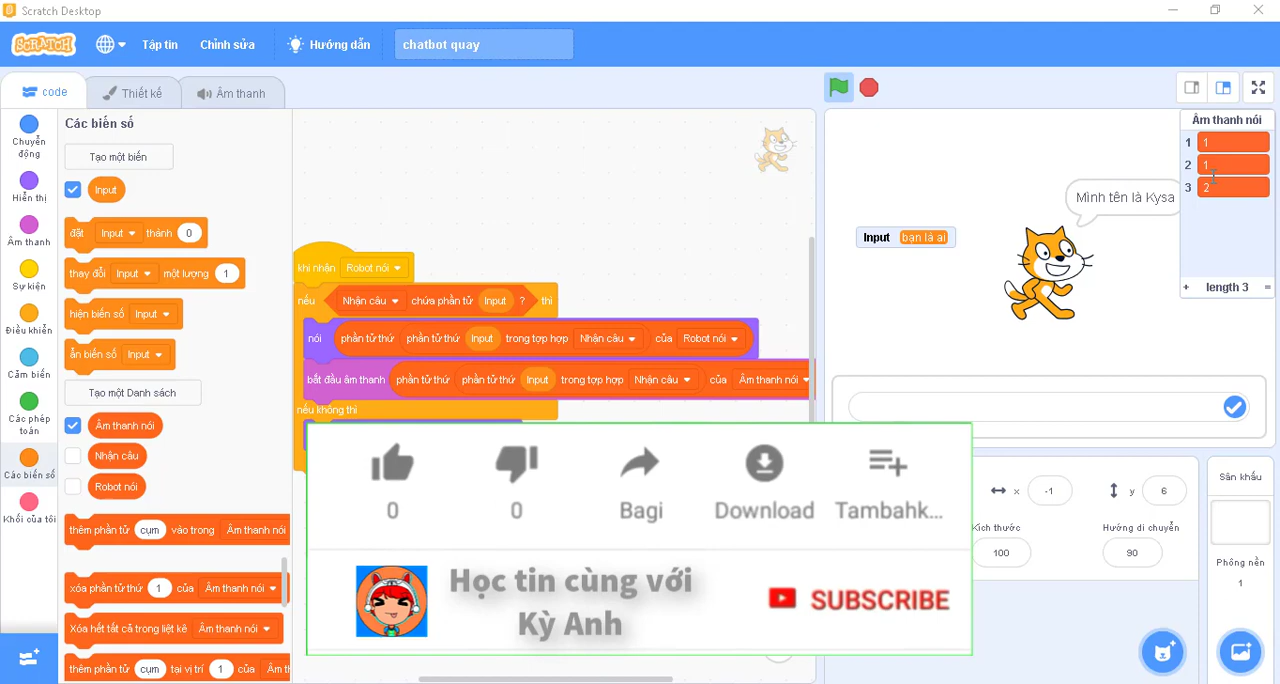 Scratch Desktop
SCRATCH
Tập tin
Chỉnh sửa
Hướng dẫn
chatbot quay
code
Thiết kế
Âm thanh
Chuyển động
Hiển thị
Âm thanh
Sự kiện
Điều khiển
Cảm biến
Các phép toán
Các biến số
Khối của tôi
Các biến số
Tạo một biến
Input
đặt Input thành 0
thay đổi Input một lượng 1
hiện biến số Input
ẩn biến số Input
Tạo một Danh sách
Âm thanh nói
Nhận câu
Robot nói
thêm phần tử cụm vào trong Âm thanh nói
xóa phần tử thứ 1 của Âm thanh nói
Xóa hết tất cả trong liệt kê Âm thanh nói
thêm phần tử cụm tại vị trí 1 của Âm th
khi nhận Robot nói
nếu Nhận câu chứa phần tử Input ? thì
nói phần tử thứ phần tử thứ Input trong tợp hợp Nhận câu của Robot nói
bắt đầu âm thanh phần tử thứ phần tử thứ Input trong tợp hợp Nhận câu của Âm thanh nói
nếu không thì
Input bạn là ai
Mình tên là Kysa
Âm thanh nói
1 1
2 1
3 2
+ length 3 =
x -1 y 6
Kích thước
100
Hướng di chuyển
90
Sân khấu
Phông nền
1
0 0 Bagi Download Tambahk...
Học tin cùng với
Kỳ Anh
SUBSCRIBE